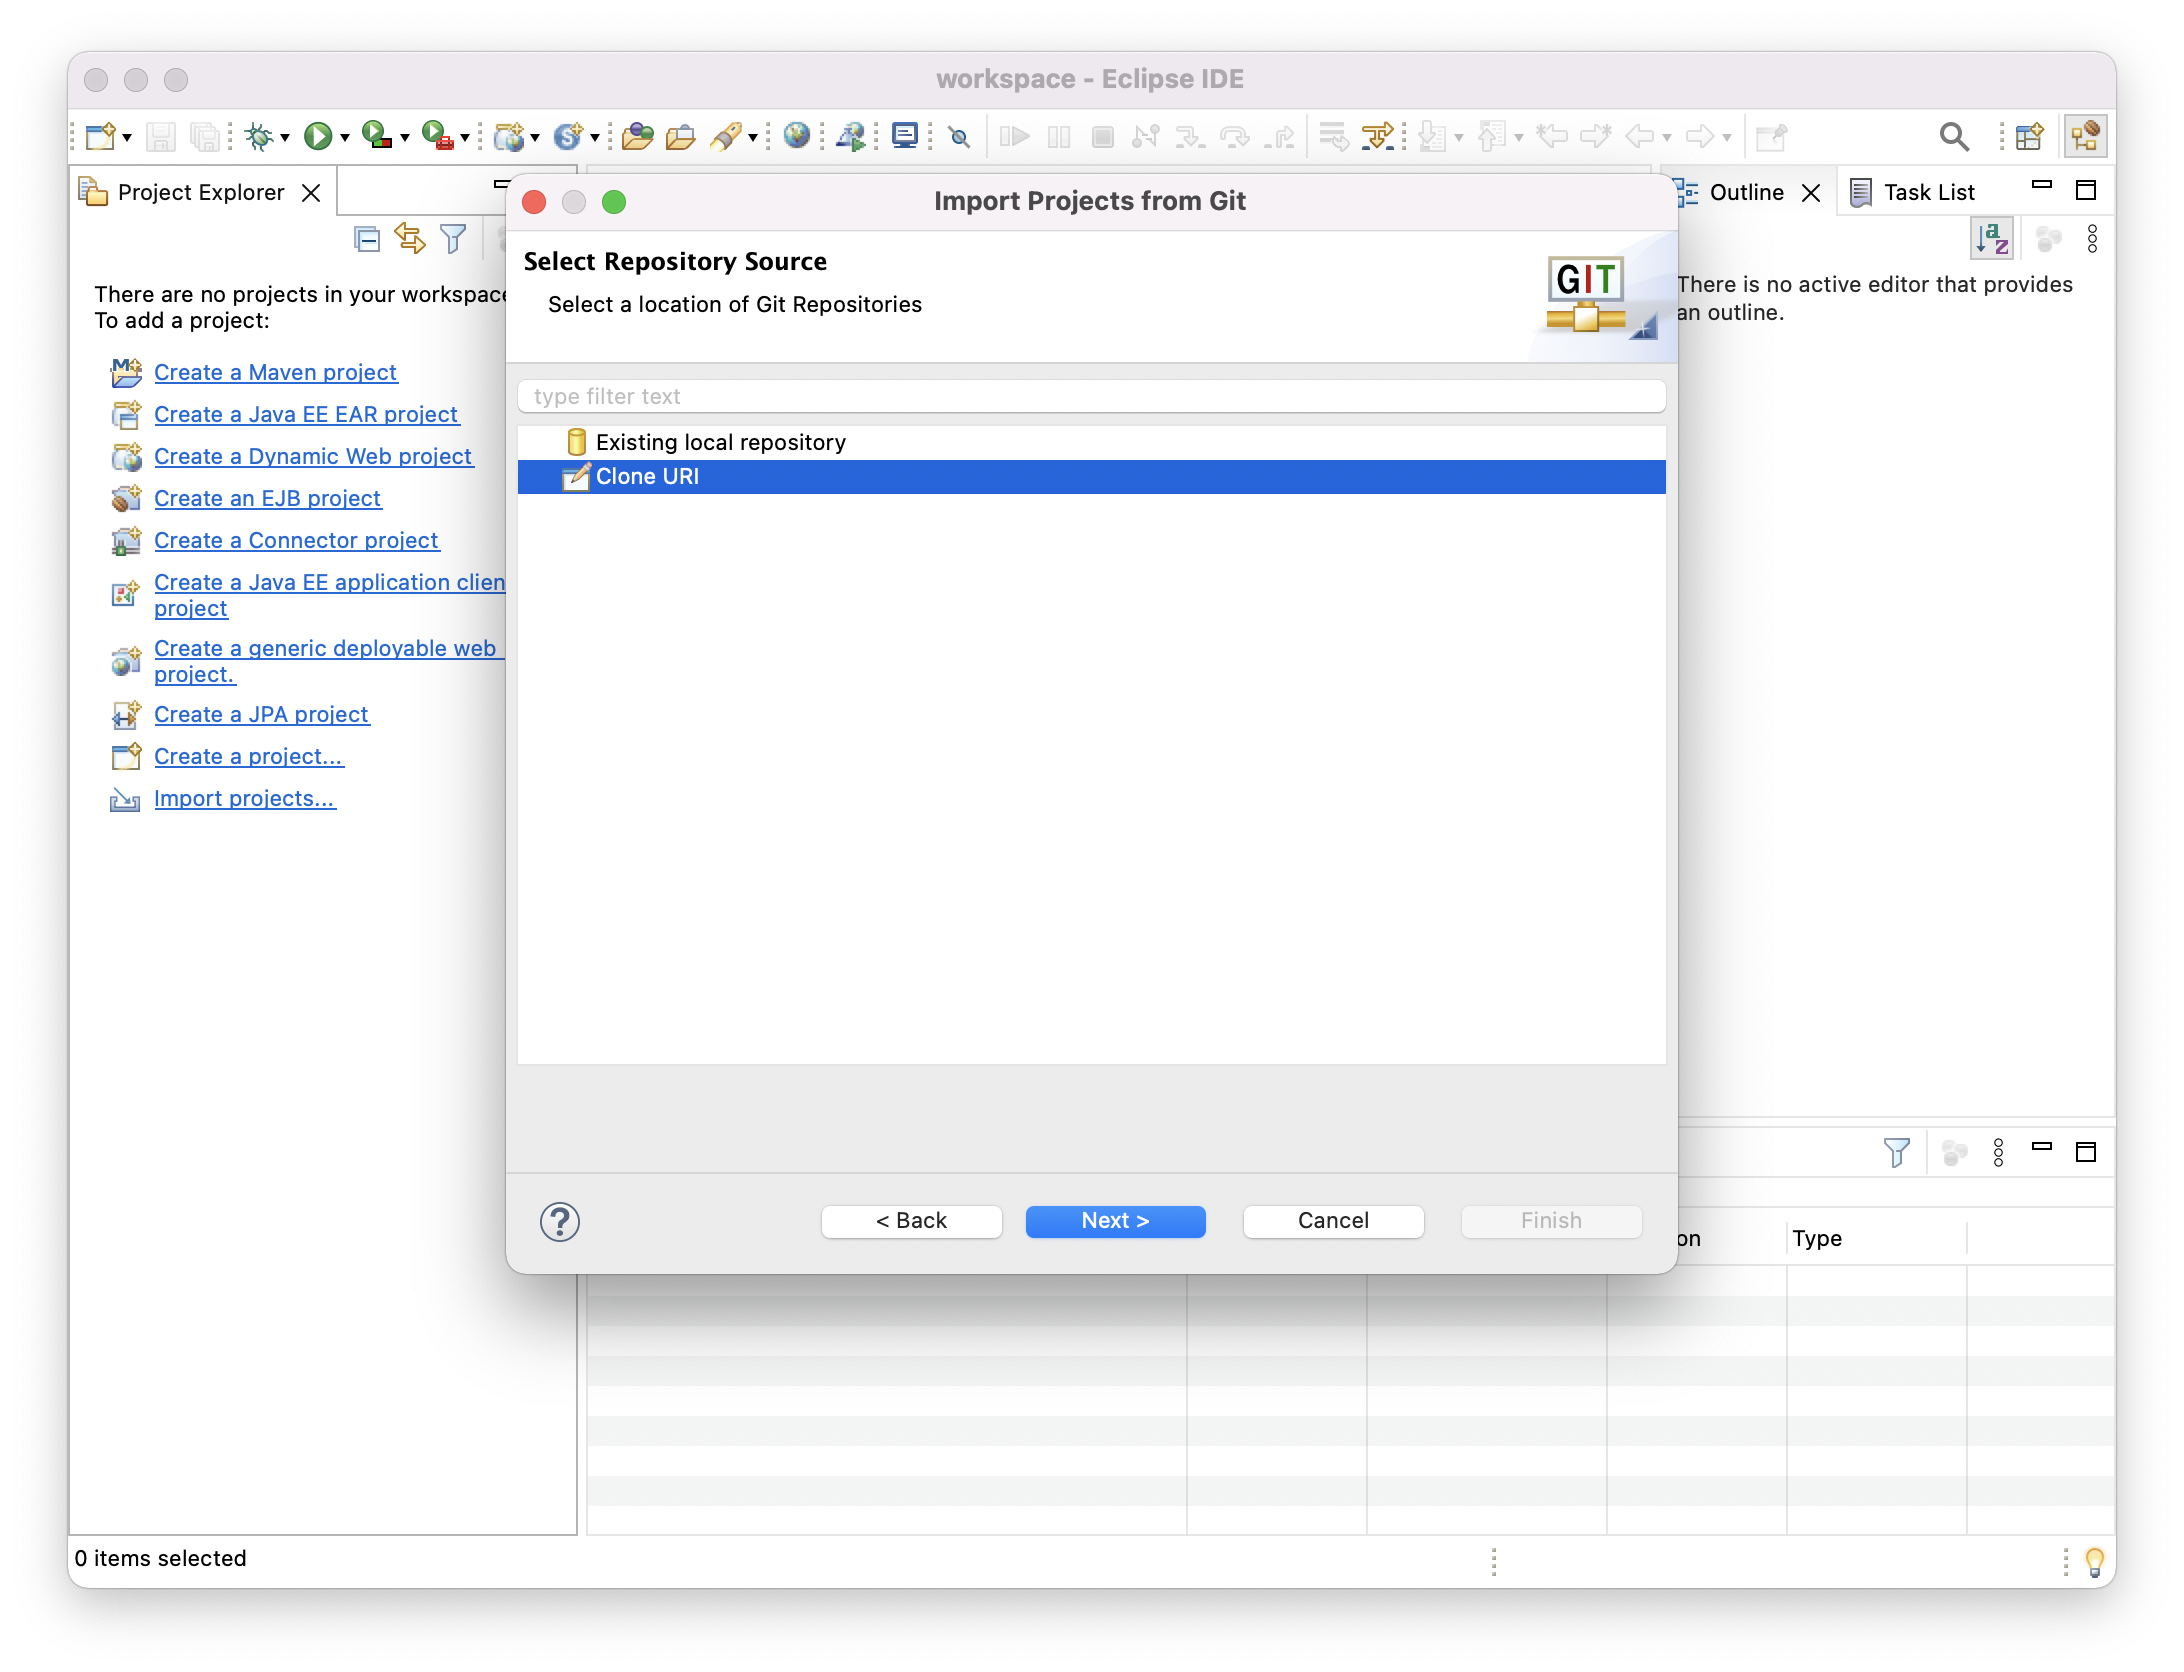 workspace - Eclipse IDE
Project Explorer
There are no projects in your workspace
To add a project:
Create a Maven project
Create a Java EE EAR project
Create a Dynamic Web project
Create an EJB project
Create a Connector project
Create a Java EE application clien
project
Create a generic deployable web
project.
Create a JPA project
Create a project...
Import projects...
Import Projects from Git
Select Repository Source
Select a location of Git Repositories
GIT
type filter text
Existing local repository
Clone URI
?
< Back
Next >
Cancel
Finish
Outline
Task List
There is no active editor that provides
an outline.
on
Type
0 items selected